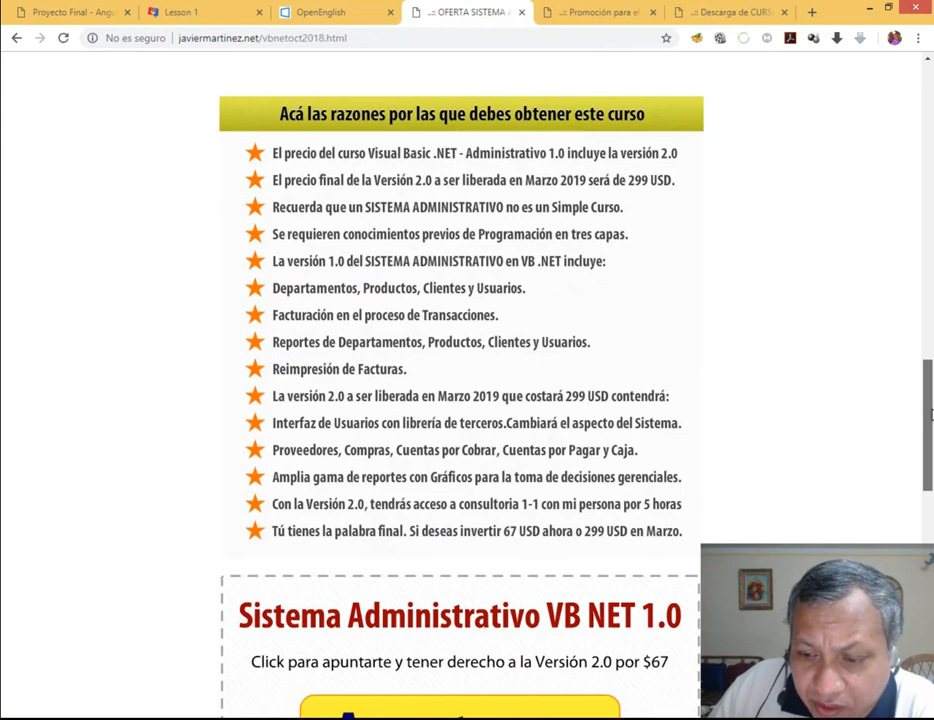 Proyecto Final - Angu
Lesson 1
OpenEnglish
..:: OFERTA SISTEMA A
..:: Promoción para el
..:: Descarga de CURS
No es seguro | javiermartinez.net/vbnetoct2018.html
Acá las razones por las que debes obtener este curso
El precio del curso Visual Basic .NET - Administrativo 1.0 incluye la versión 2.0
El precio final de la Versión 2.0 a ser liberada en Marzo 2019 será de 299 USD.
Recuerda que un SISTEMA ADMINISTRATIVO no es un Simple Curso.
Se requieren conocimientos previos de Programación en tres capas.
La versión 1.0 del SISTEMA ADMINISTRATIVO en VB .NET incluye:
Departamentos, Productos, Clientes y Usuarios.
Facturación en el proceso de Transacciones.
Reportes de Departamentos, Productos, Clientes y Usuarios.
Reimpresión de Facturas.
La versión 2.0 a ser liberada en Marzo 2019 que costará 299 USD contendrá:
Interfaz de Usuarios con librería de terceros.Cambiará el aspecto del Sistema.
Proveedores, Compras, Cuentas por Cobrar, Cuentas por Pagar y Caja.
Amplia gama de reportes con Gráficos para la toma de decisiones gerenciales.
Con la Versión 2.0, tendrás acceso a consultoria 1-1 con mi persona por 5 horas
Tú tienes la palabra final. Si deseas invertir 67 USD ahora o 299 USD en Marzo.
Sistema Administrativo VB NET 1.0
Click para apuntarte y tener derecho a la Versión 2.0 por $67